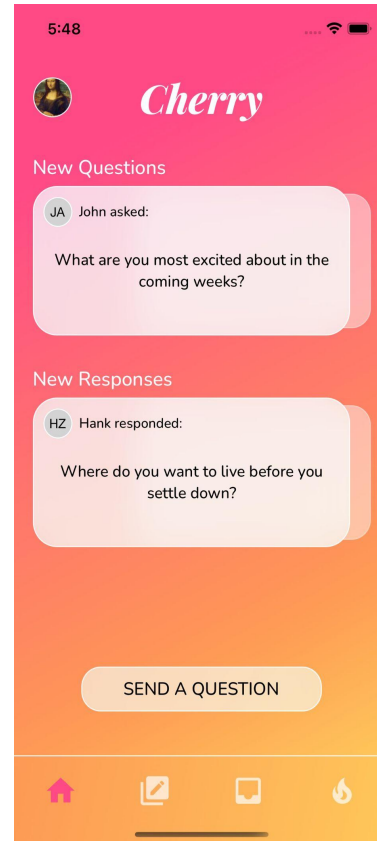 5:48
Cherry
New Questions
JA John asked:
What are you most excited about in the
coming weeks?
New Responses
HZ Hank responded:
Where do you want to live before you
settle down?
SEND A QUESTION